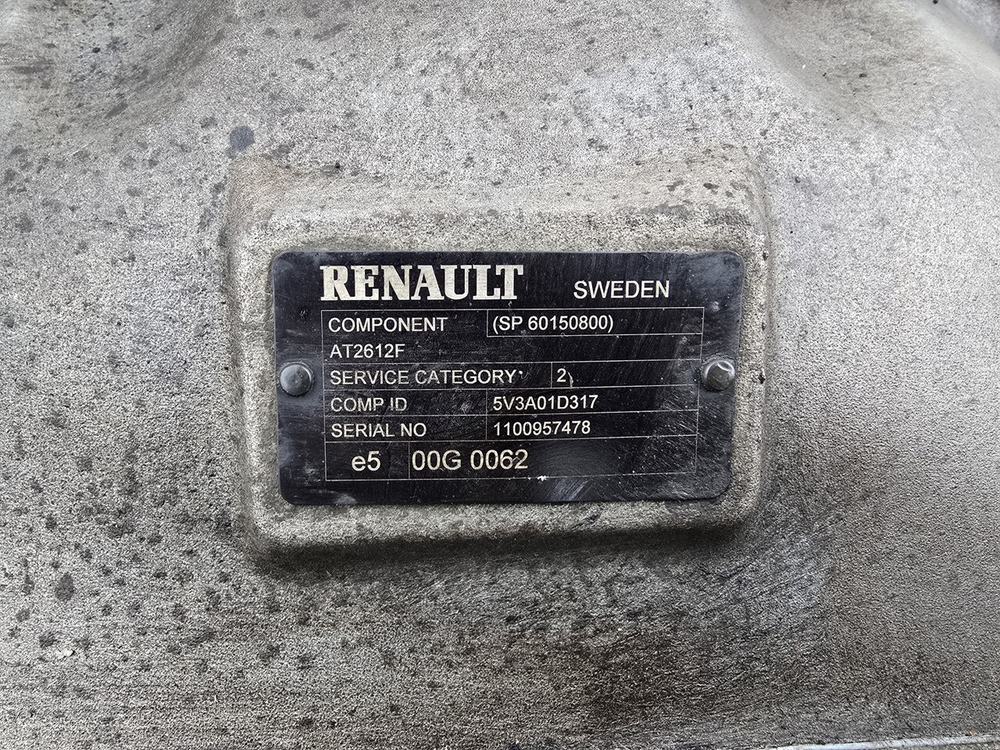 RENAULT SWEDEN
COMPONENT (SP 60150800)
AT2612F
SERVICE CATEGORY 2
COMP ID 5V3A01D317
SERIAL NO 1100957478
e5 00G 0062